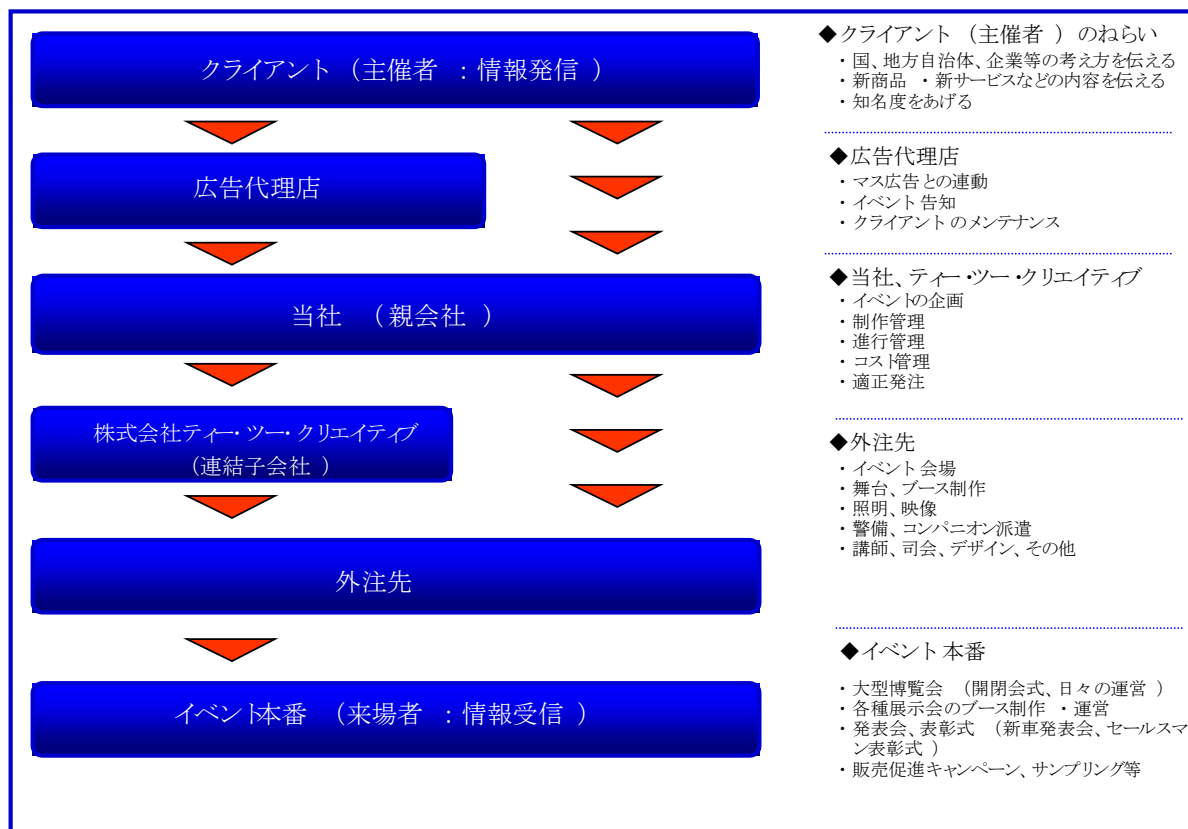 クライアント（主催者：情報発信）
広告代理店
当社（親会社）
株式会社ティー・ツー・クリエイティブ
（連結子会社）
外注先
イベント本番（来場者：情報受信）
◆クライアント（主催者）のねらい
・国、地方自治体、企業等の考え方を伝える
・新商品・新サービスなどの内容を伝える
・知名度をあげる
◆広告代理店
・マス広告との連動
・イベント告知
・クライアントのメンテナンス
◆当社、ティー・ツー・クリエイティブ
・イベントの企画
・制作管理
・進行管理
・コスト管理
・適正発注
◆外注先
・イベント会場
・舞台、ブース制作
・照明、映像
・警備、コンパニオン派遣
・講師、司会、デザイン、その他
◆イベント本番
・大型博覧会（開閉会式、日々の運営）
・各種展示会のブース制作・運営
・発表会、表彰式（新車発表会、セールスマ
ン表彰式）
・販売促進キャンペーン、サンプリング等